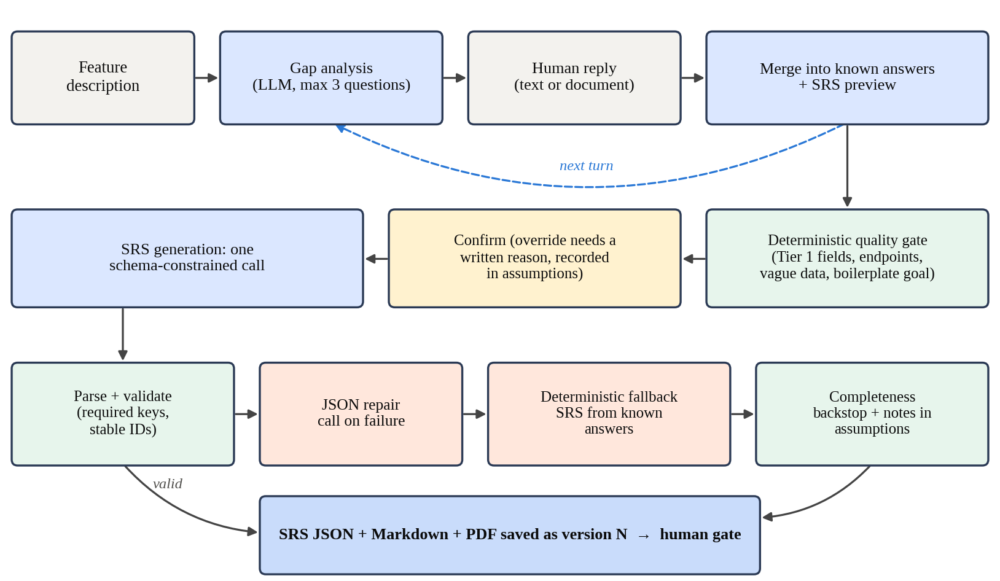 Feature
description
Gap analysis
(LLM, max 3 questions)
Human reply
(text or document)
Merge into known answers
+ SRS preview
next turn
SRS generation: one
schema-constrained call
Confirm (override needs a
written reason, recorded
in assumptions)
Deterministic quality gate
(Tier 1 fields, endpoints,
vague data, boilerplate goal)
Parse + validate
(required keys,
stable IDs)
JSON repair
call on failure
Deterministic fallback
SRS from known
answers
Completeness
backstop + notes in
assumptions
valid
SRS JSON + Markdown + PDF saved as version N → human gate